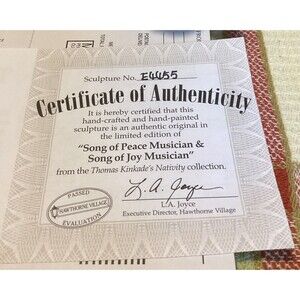 Sculpture No. E4455
Certificate of Authenticity
It is hereby certified that this
hand-crafted and hand-painted
sculpture is an authentic original in
the limited edition of
“Song of Peace Musician &
Song of Joy Musician”
from the Thomas Kinkade's Nativity collection.
L. A. Joyce
L.A. Joyce
Executive Director, Hawthorne Village
PASSED
HAWTHORNE VILLAGE
EVALUATION